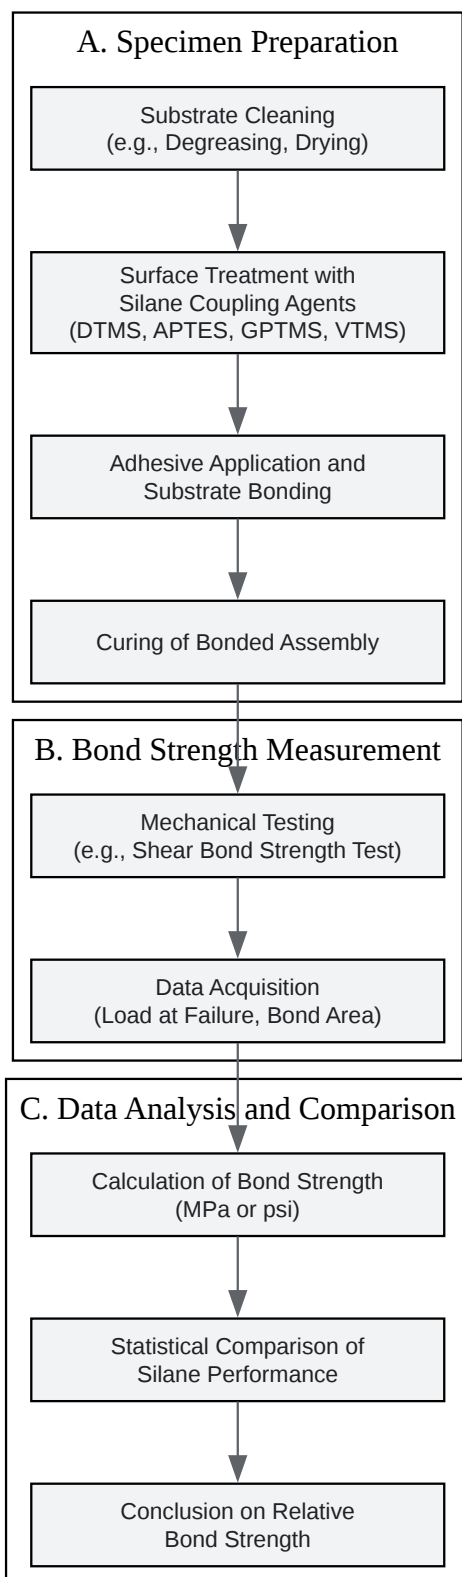 A. Specimen Preparation
Substrate Cleaning
(e.g., Degreasing, Drying)
Surface Treatment with
Silane Coupling Agents
(DTMS, APTES, GPTMS, VTMS)
Adhesive Application and
Substrate Bonding
Curing of Bonded Assembly
B. Bond Strength Measurement
Mechanical Testing
(e.g., Shear Bond Strength Test)
Data Acquisition
(Load at Failure, Bond Area)
C. Data Analysis and Comparison
Calculation of Bond Strength
(MPa or psi)
Statistical Comparison of
Silane Performance
Conclusion on Relative
Bond Strength